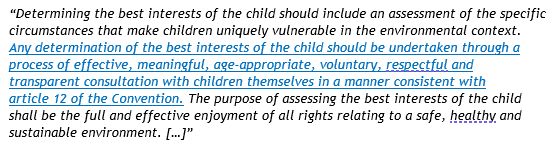 “Determining the best interests of the child should include an assessment of the specific
circumstances that make children uniquely vulnerable in the environmental context.
Any determination of the best interests of the child should be undertaken through a
process of effective, meaningful, age-appropriate, voluntary, respectful and
transparent consultation with children themselves in a manner consistent with
article 12 of the Convention. The purpose of assessing the best interests of the child
shall be the full and effective enjoyment of all rights relating to a safe, healthy and
sustainable environment. […]”